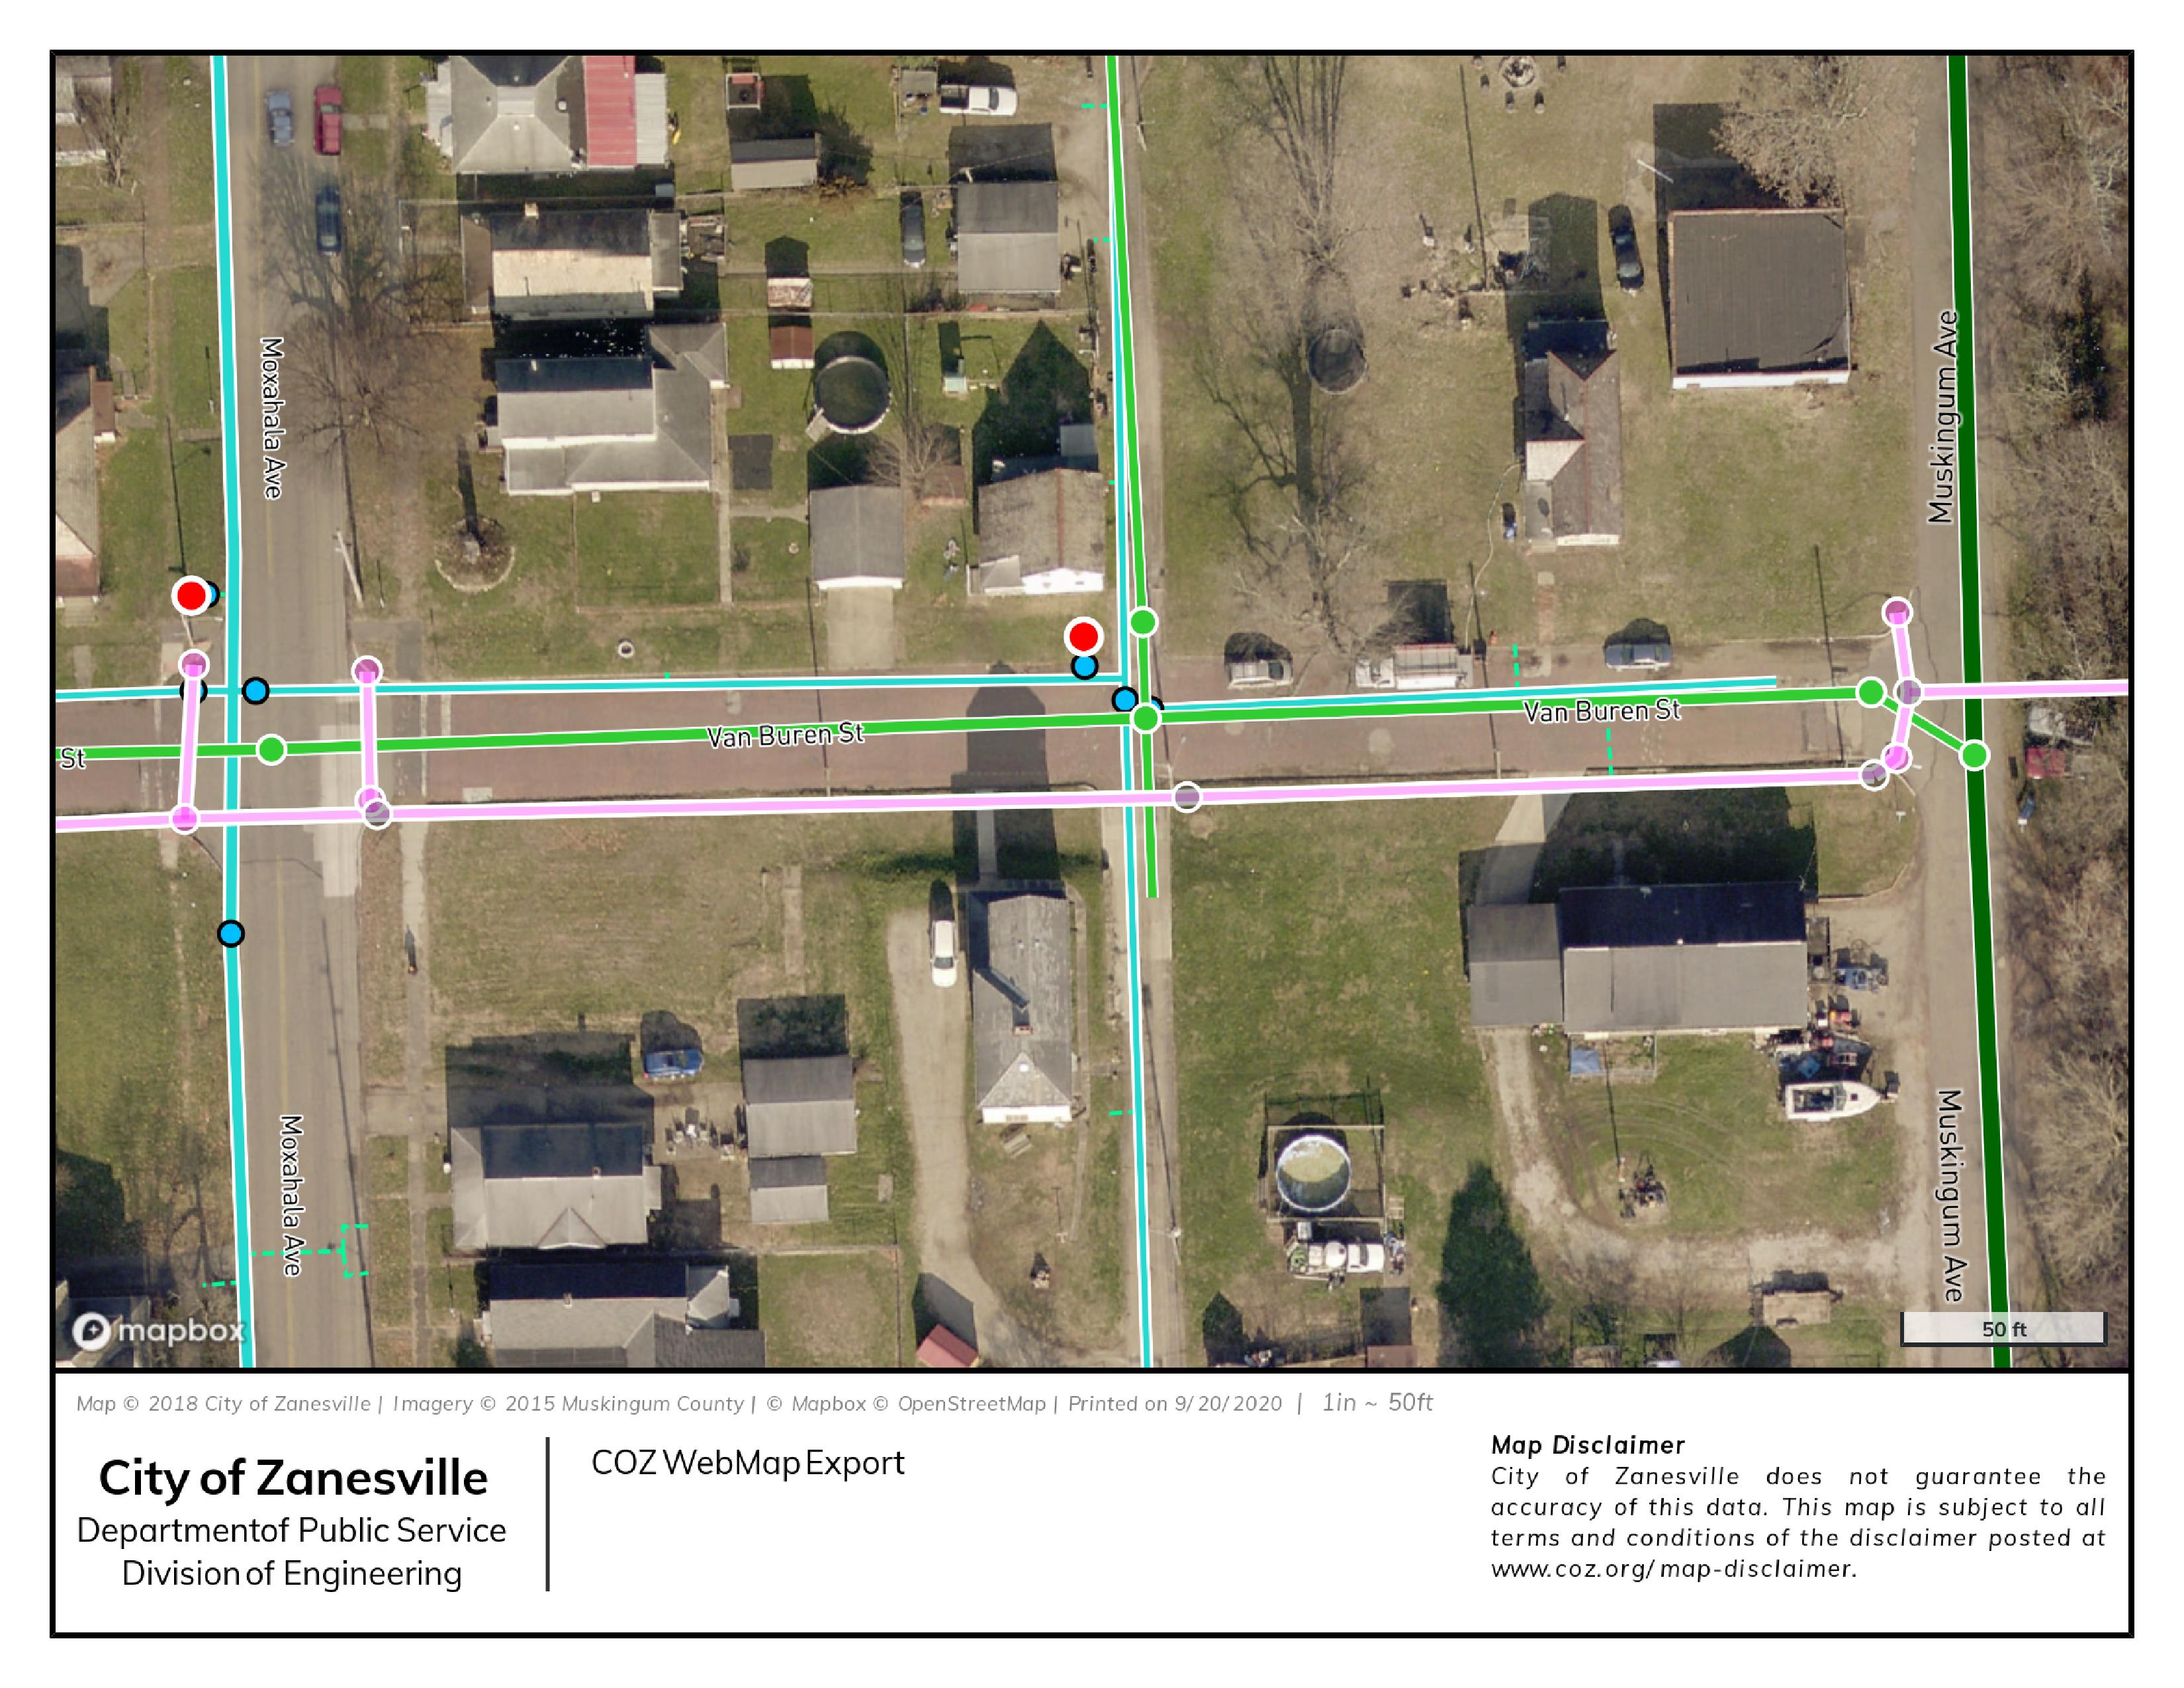 Moxahala Ave
Muskingum Ave
St
Van Buren St
Van Buren St
Moxahala Ave
Muskingum Ave
mapbox
50 ft
Map © 2018 City of Zanesville | Imagery © 2015 Muskingum County | © Mapbox © OpenStreetMap | Printed on 9/20/2020 | 1in ~ 50ft
City of Zanesville
Departmentof Public Service
Division of Engineering
COZ WebMap Export
Map Disclaimer
City of Zanesville does not guarantee the
accuracy of this data. This map is subject to all
terms and conditions of the disclaimer posted at
www.coz.org/map-disclaimer.